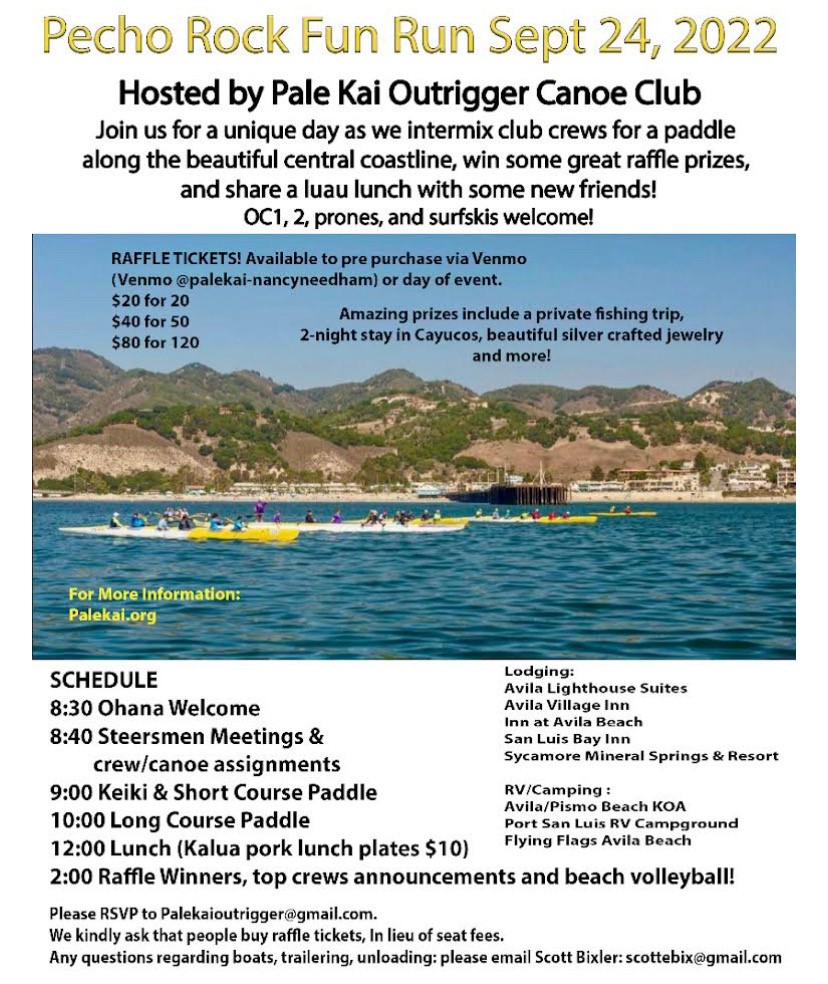 Pecho Rock Fun Run Sept 24, 2022
Hosted by Pale Kai Outrigger Canoe Club
Join us for a unique day as we intermix club crews for a paddle
along the beautiful central coastline, win some great raffle prizes,
and share a luau lunch with some new friends!
OC1, 2, prones, and surfskis welcome!
RAFFLE TICKETS! Available to pre purchase via Venmo
(Venmo @palekai-nancyneedham) or day of event.
$20 for 20
$40 for 50
$80 for 120
Amazing prizes include a private fishing trip,
2-night stay in Cayucos, beautiful silver crafted jewelry
and more!
For More Information:
Palekai.org
SCHEDULE
8:30 Ohana Welcome
8:40 Steersmen Meetings &
crew/canoe assignments
9:00 Keiki & Short Course Paddle
10:00 Long Course Paddle
12:00 Lunch (Kalua pork lunch plates $10)
2:00 Raffle Winners, top crews announcements and beach volleyball!
Lodging:
Avila Lighthouse Suites
Avila Village Inn
Inn at Avila Beach
San Luis Bay Inn
Sycamore Mineral Springs & Resort
RV/Camping :
Avila/Pismo Beach KOA
Port San Luis RV Campground
Flying Flags Avila Beach
Please RSVP to Palekaioutrigger@gmail.com.
We kindly ask that people buy raffle tickets, In lieu of seat fees.
Any questions regarding boats, trailering, unloading: please email Scott Bixler: scottebix@gmail.com